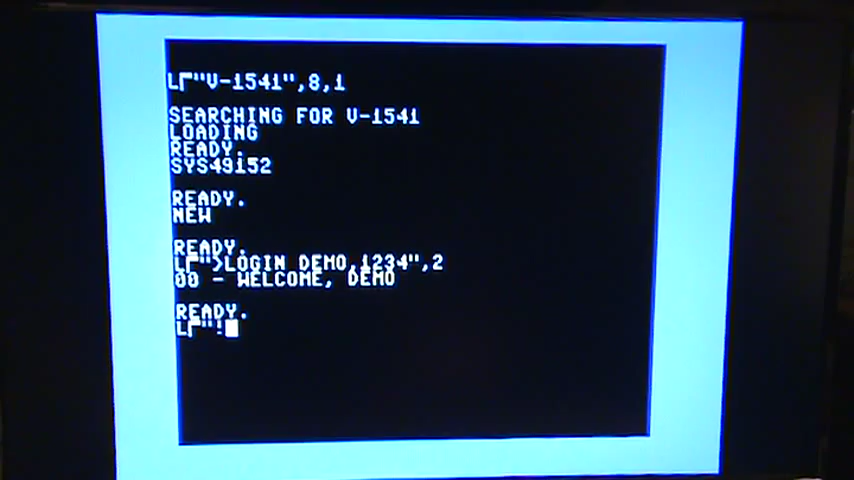 L┌"V-1541",8,1
SEARCHING FOR V-1541
LOADING
READY.
SYS49152
READY.
NEW
READY.
L┌">LOGIN DEMO,1234",2
00 - WELCOME, DEMO
READY.
L┌"!